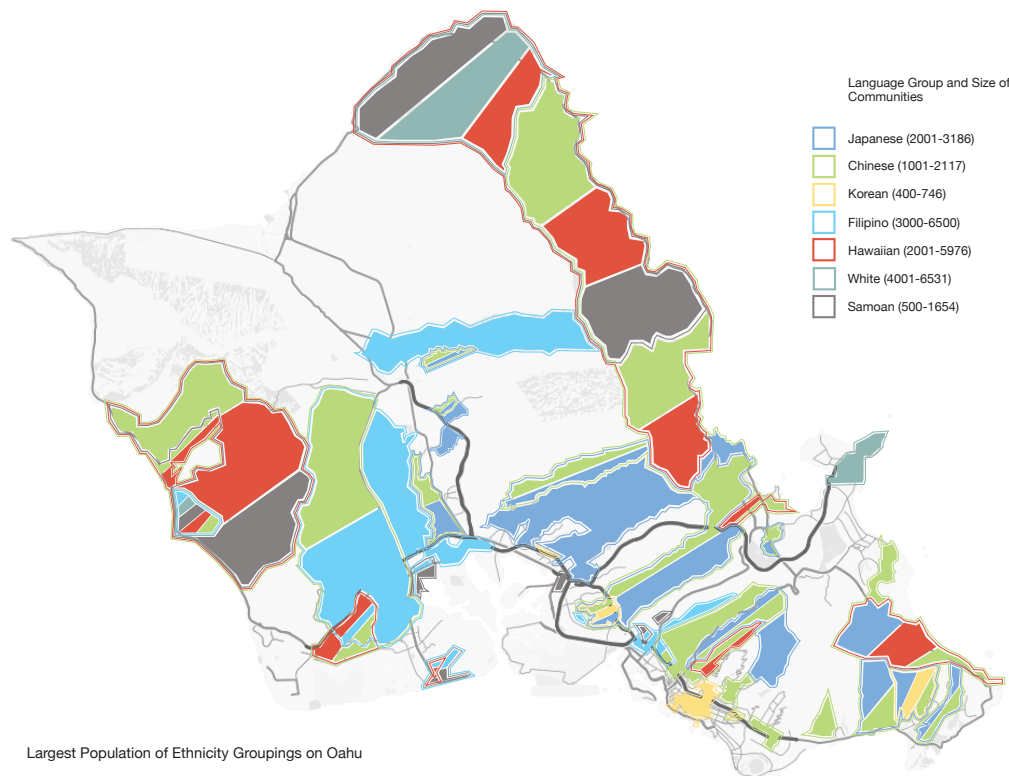 Language Group and Size of
Communities
Japanese (2001-3186)
Chinese (1001-2117)
Korean (400-746)
Filipino (3000-6500)
Hawaiian (2001-5976)
White (4001-6531)
Samoan (500-1654)
Largest Population of Ethnicity Groupings on Oahu